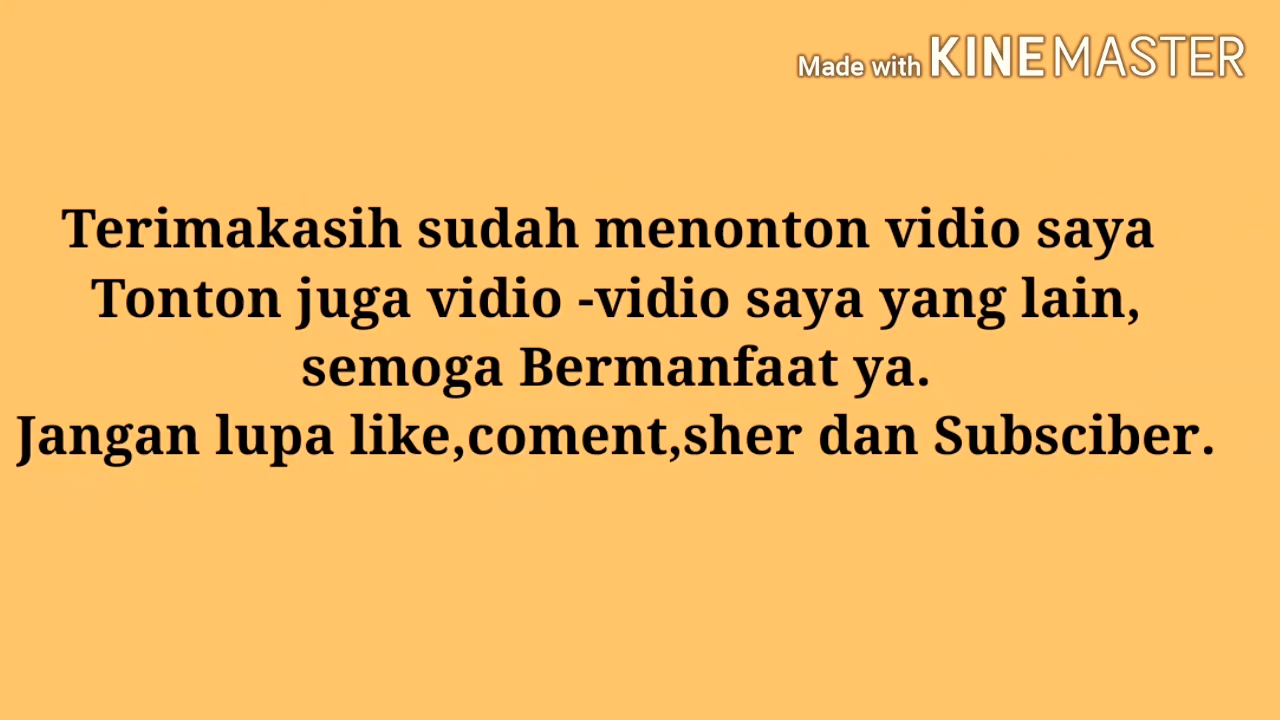 Made with KINEMASTER
Terimakasih sudah menonton vidio saya
Tonton juga vidio -vidio saya yang lain,
semoga Bermanfaat ya.
Jangan lupa like,coment,sher dan Subsciber.